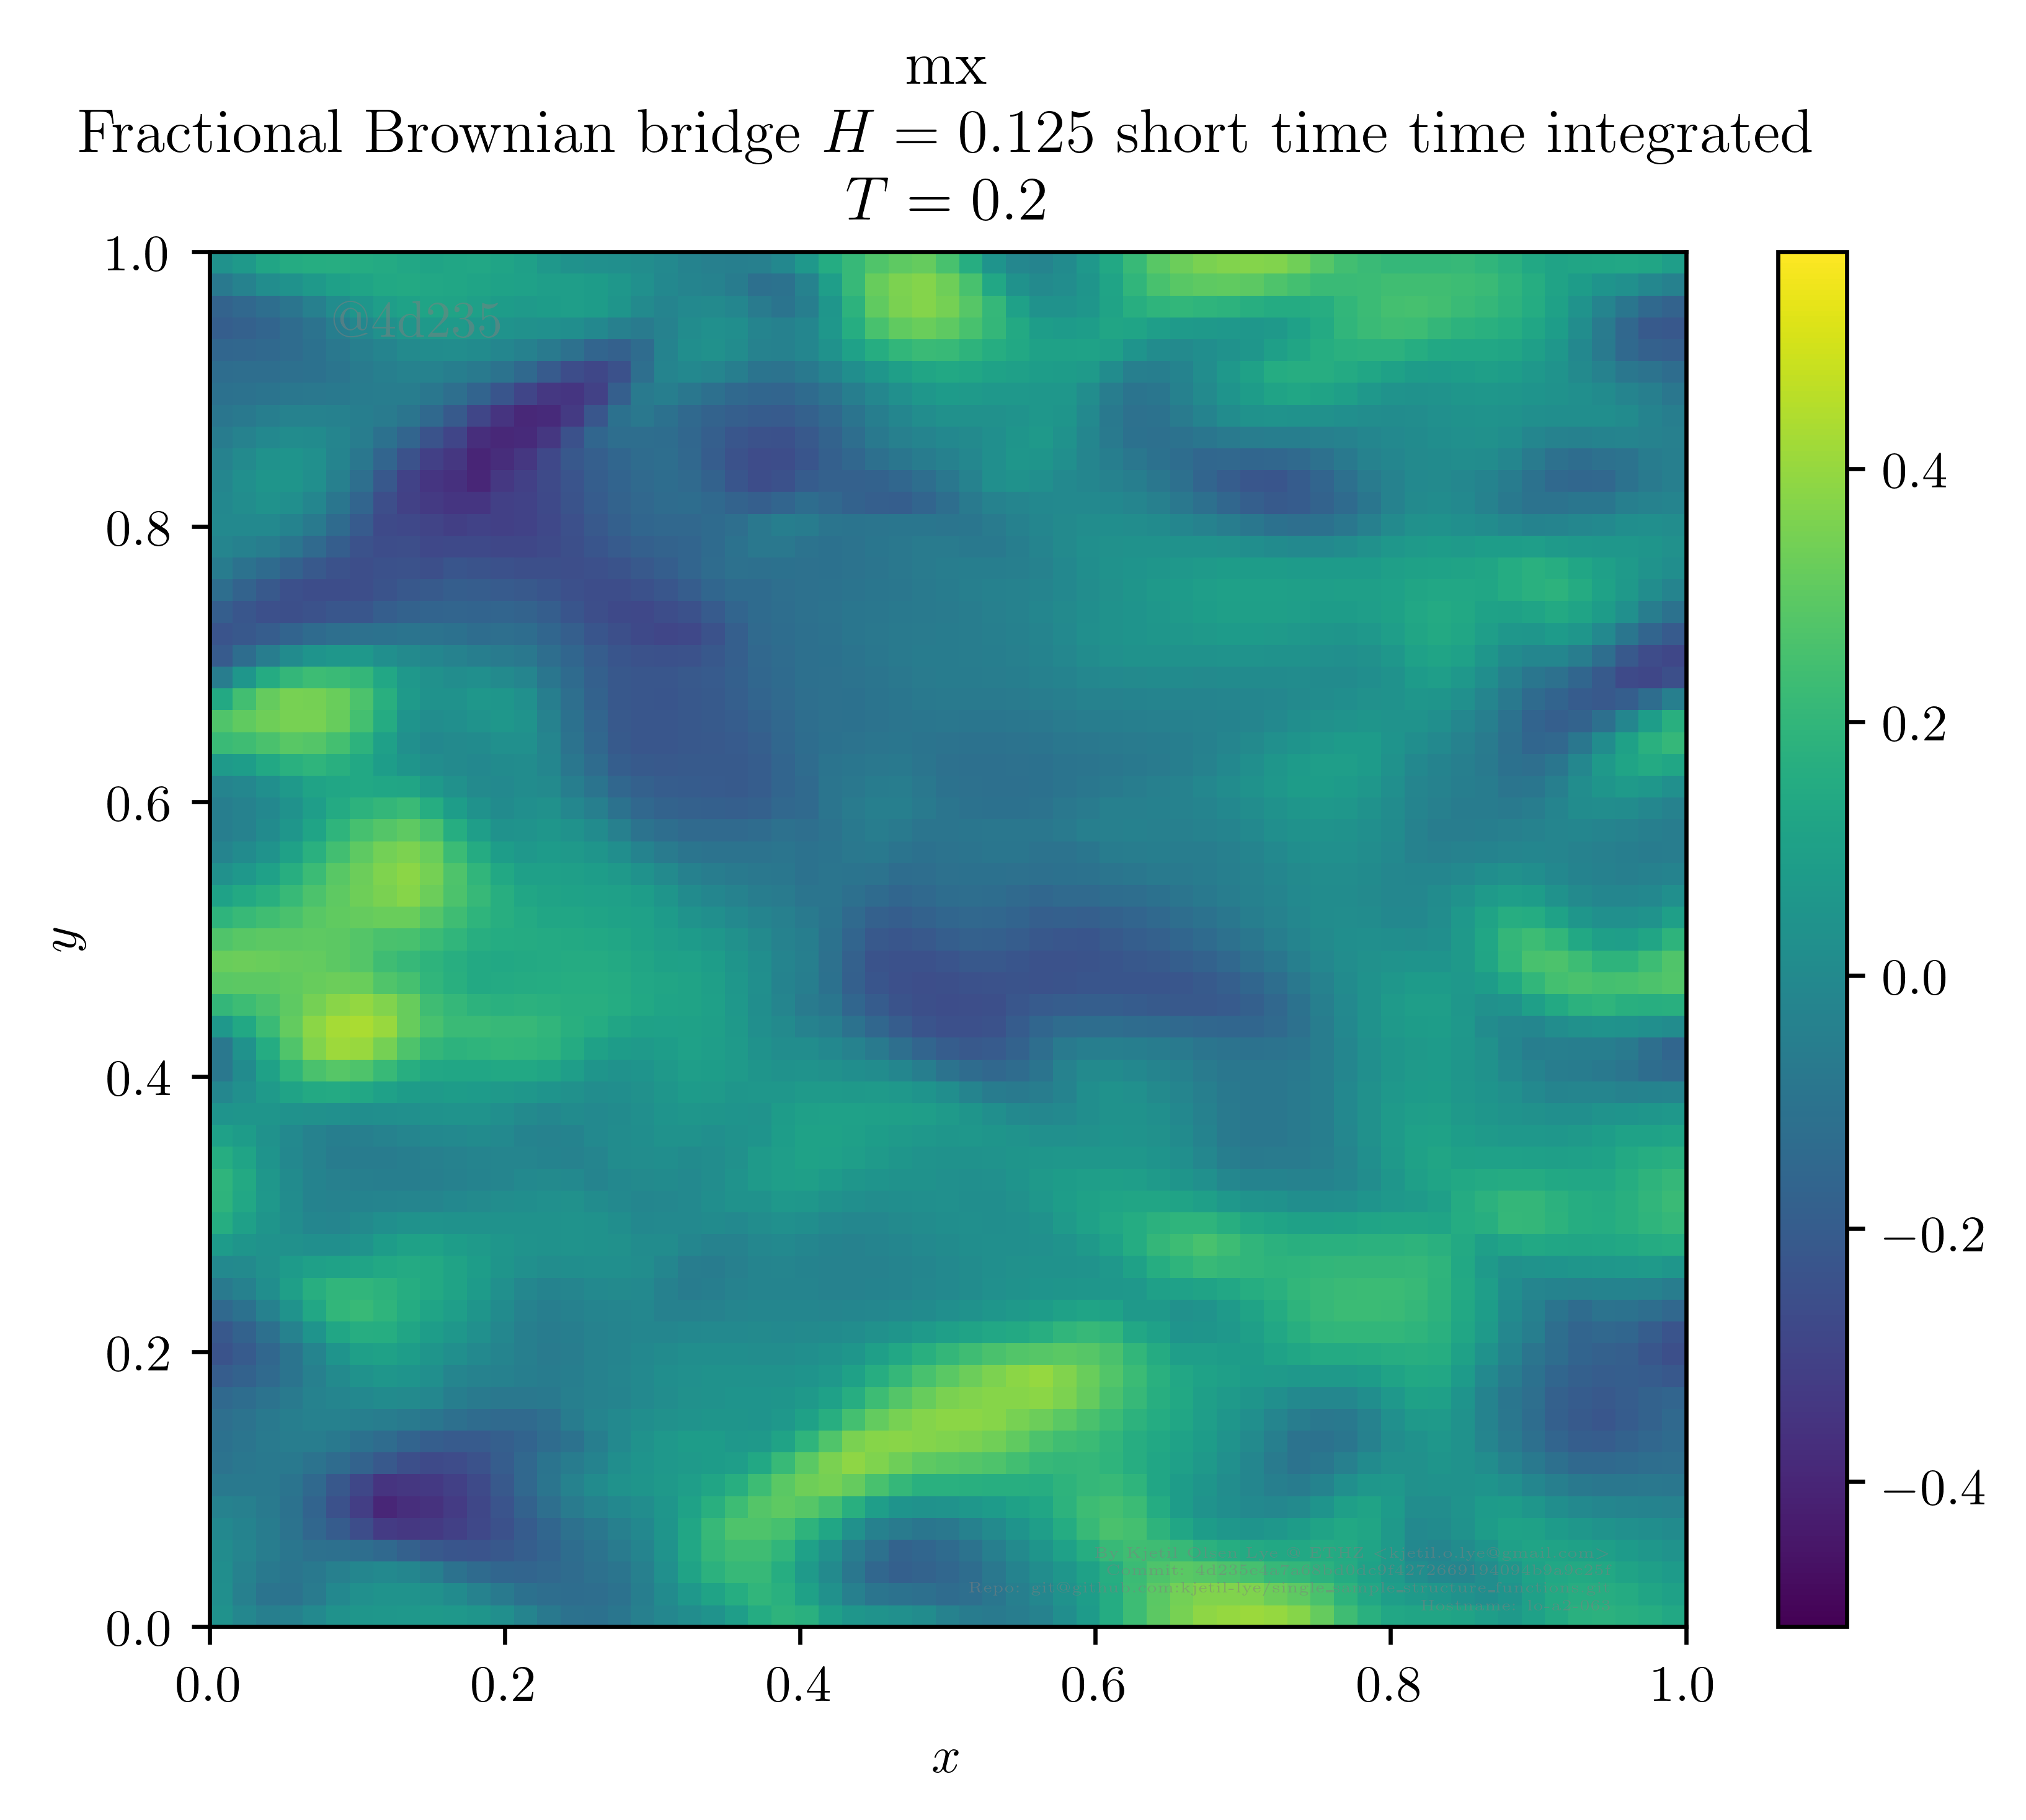 mx
Fractional Brownian bridge H = 0.125 short time time integrated
T = 0.2
@4d235
1.0
0.8
0.6
0.4
0.2
0.0
y
0.0 0.2 0.4 0.6 0.8 1.0
x
0.4
0.2
0.0
−0.2
−0.4
Repo: